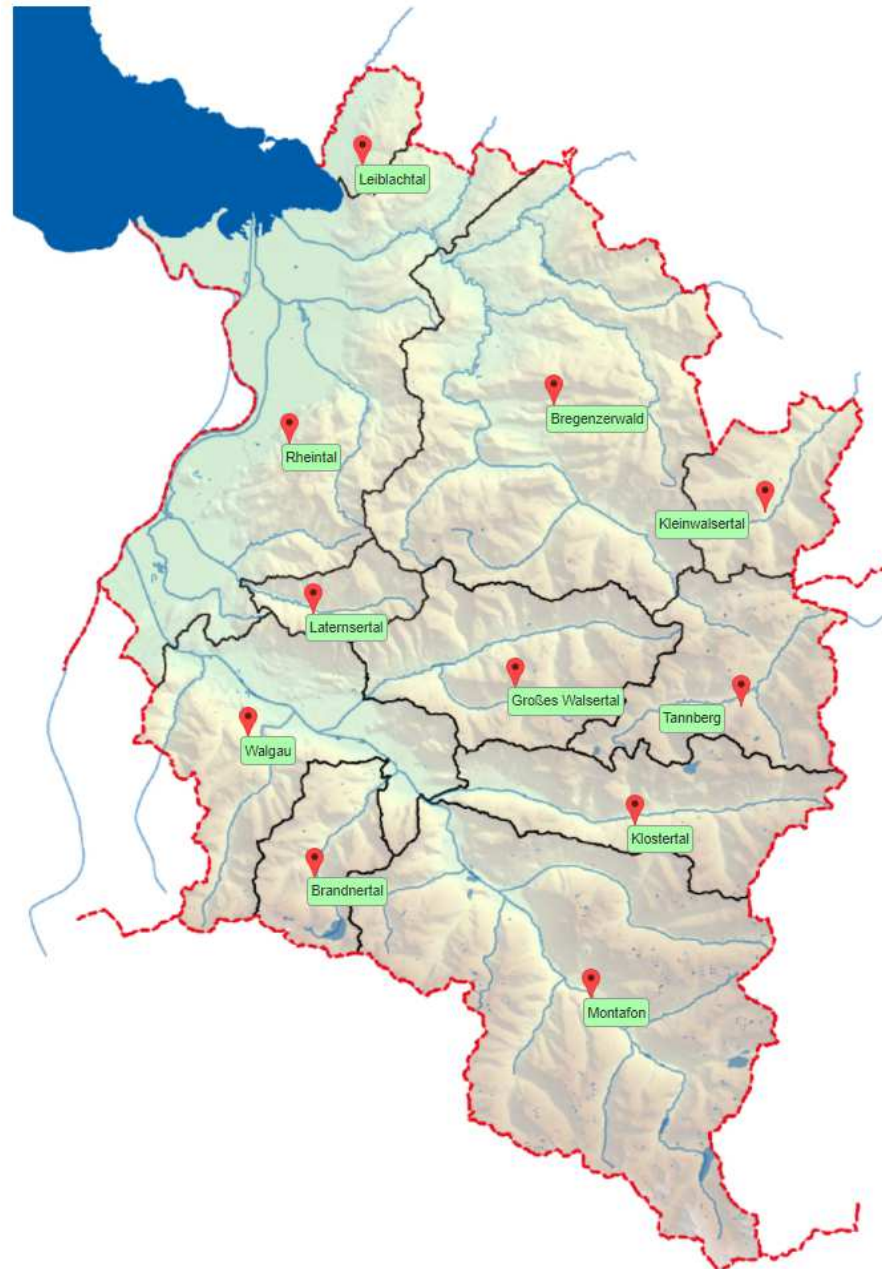 Leiblachtal
Bregenzerwald
Rheintal
Kleinwalsertal
Laternsertal
Großes Walsertal
Tannberg
Walgau
Klostertal
Brandnertal
Montafon